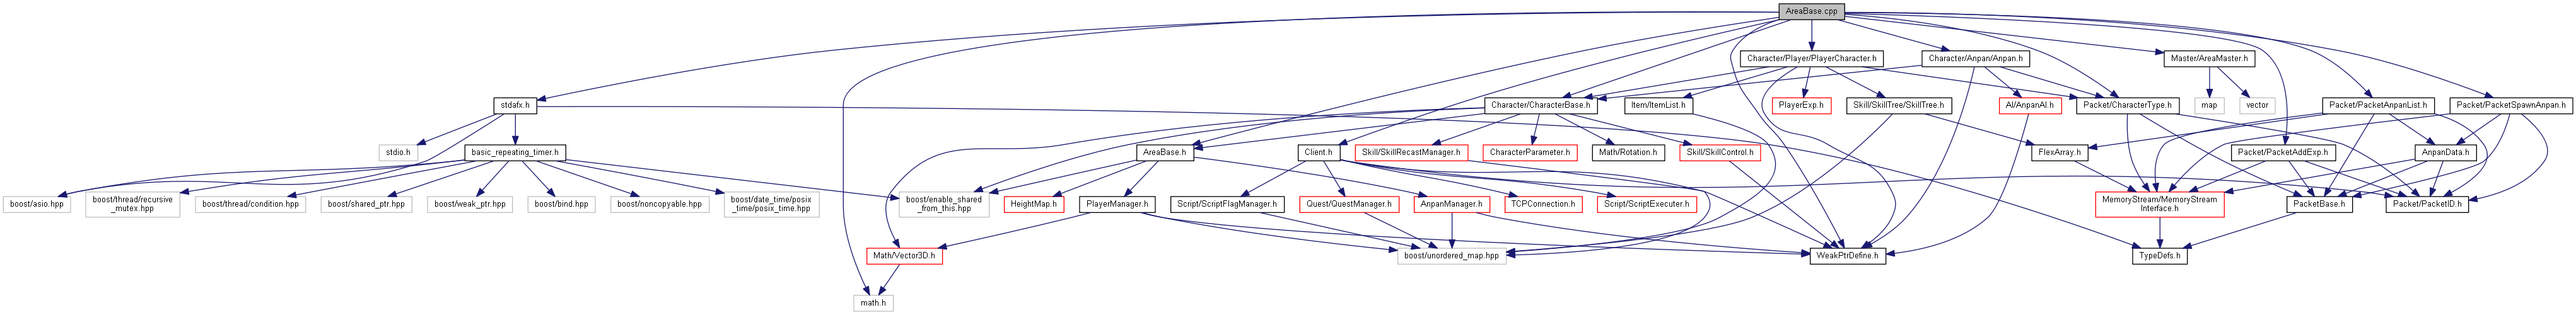 AreaBase.cpp
Character/Player/PlayerCharacter.h
Character/Anpan/Anpan.h
Master/AreaMaster.h
stdafx.h
Character/CharacterBase.h
Item/ItemList.h
PlayerExp.h
Skill/SkillTree/SkillTree.h
AI/AnpanAI.h
Packet/CharacterType.h
map
vector
Packet/PacketAnpanList.h
Packet/PacketSpawnAnpan.h
stdio.h
basic_repeating_timer.h
AreaBase.h
Client.h
Skill/SkillRecastManager.h
CharacterParameter.h
Math/Rotation.h
Skill/SkillControl.h
FlexArray.h
Packet/PacketAddExp.h
AnpanData.h
boost/asio.hpp
boost/thread/recursive
_mutex.hpp
boost/thread/condition.hpp
boost/shared_ptr.hpp
boost/weak_ptr.hpp
boost/bind.hpp
boost/noncopyable.hpp
boost/date_time/posix
_time/posix_time.hpp
boost/enable_shared
_from_this.hpp
HeightMap.h
PlayerManager.h
Script/ScriptFlagManager.h
Quest/QuestManager.h
AnpanManager.h
TCPConnection.h
Script/ScriptExecuter.h
MemoryStream/MemoryStream
Interface.h
PacketBase.h
Packet/PacketID.h
Math/Vector3D.h
boost/unordered_map.hpp
WeakPtrDefine.h
TypeDefs.h
math.h